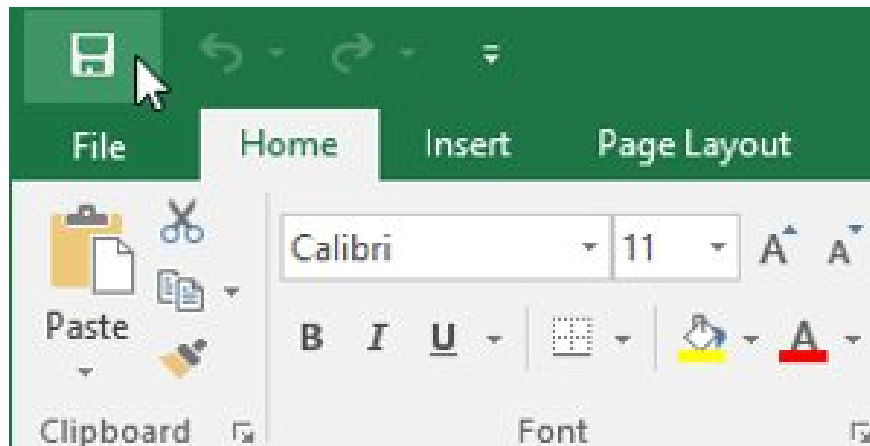 File Home Insert Page Layout
Calibri 11 A A
Paste B I U A
Clipboard Font